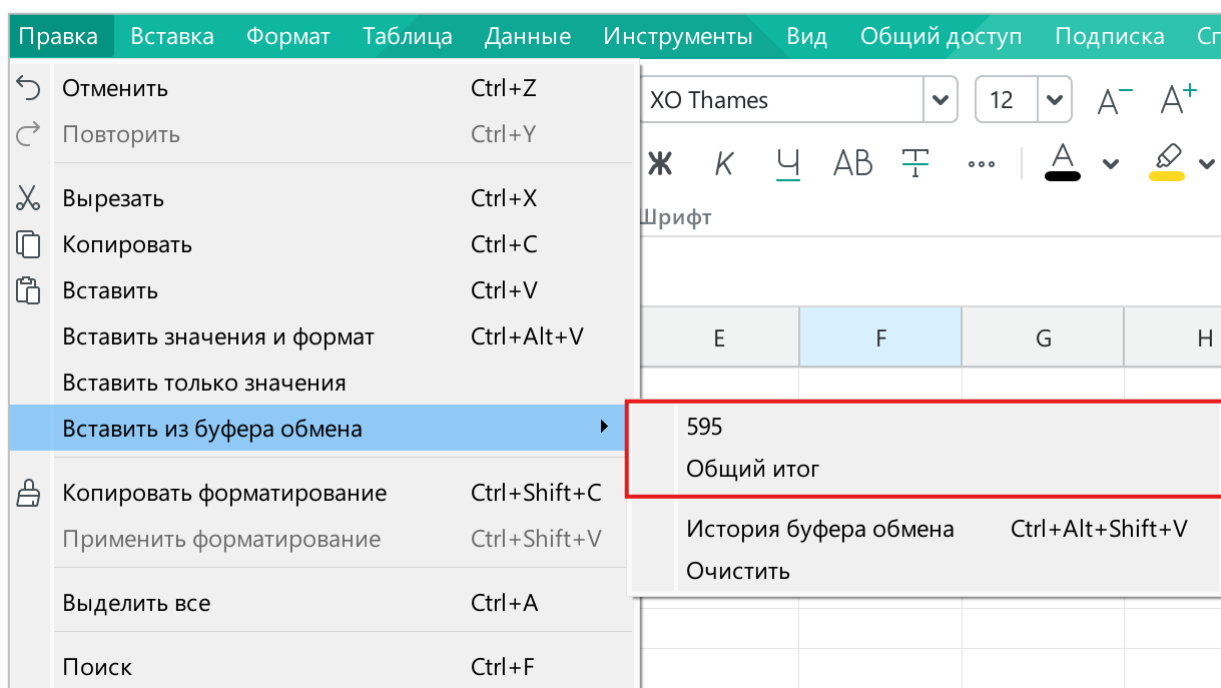 Правка Вставка Формат Таблица Данные Инструменты Вид Общий доступ Подписка
Отменить Ctrl+Z
Повторить Ctrl+Y
Вырезать Ctrl+X
Копировать Ctrl+C
Вставить Ctrl+V
Вставить значения и формат Ctrl+Alt+V
Вставить только значения
Вставить из буфера обмена
Копировать форматирование Ctrl+Shift+C
Применить форматирование Ctrl+Shift+V
Выделить все Ctrl+A
Поиск Ctrl+F
XO Thames 12 A A
Ж К Ч АВ Т А
Шрифт
E F G H
595
Общий итог
История буфера обмена Ctrl+Alt+Shift+V
Очистить